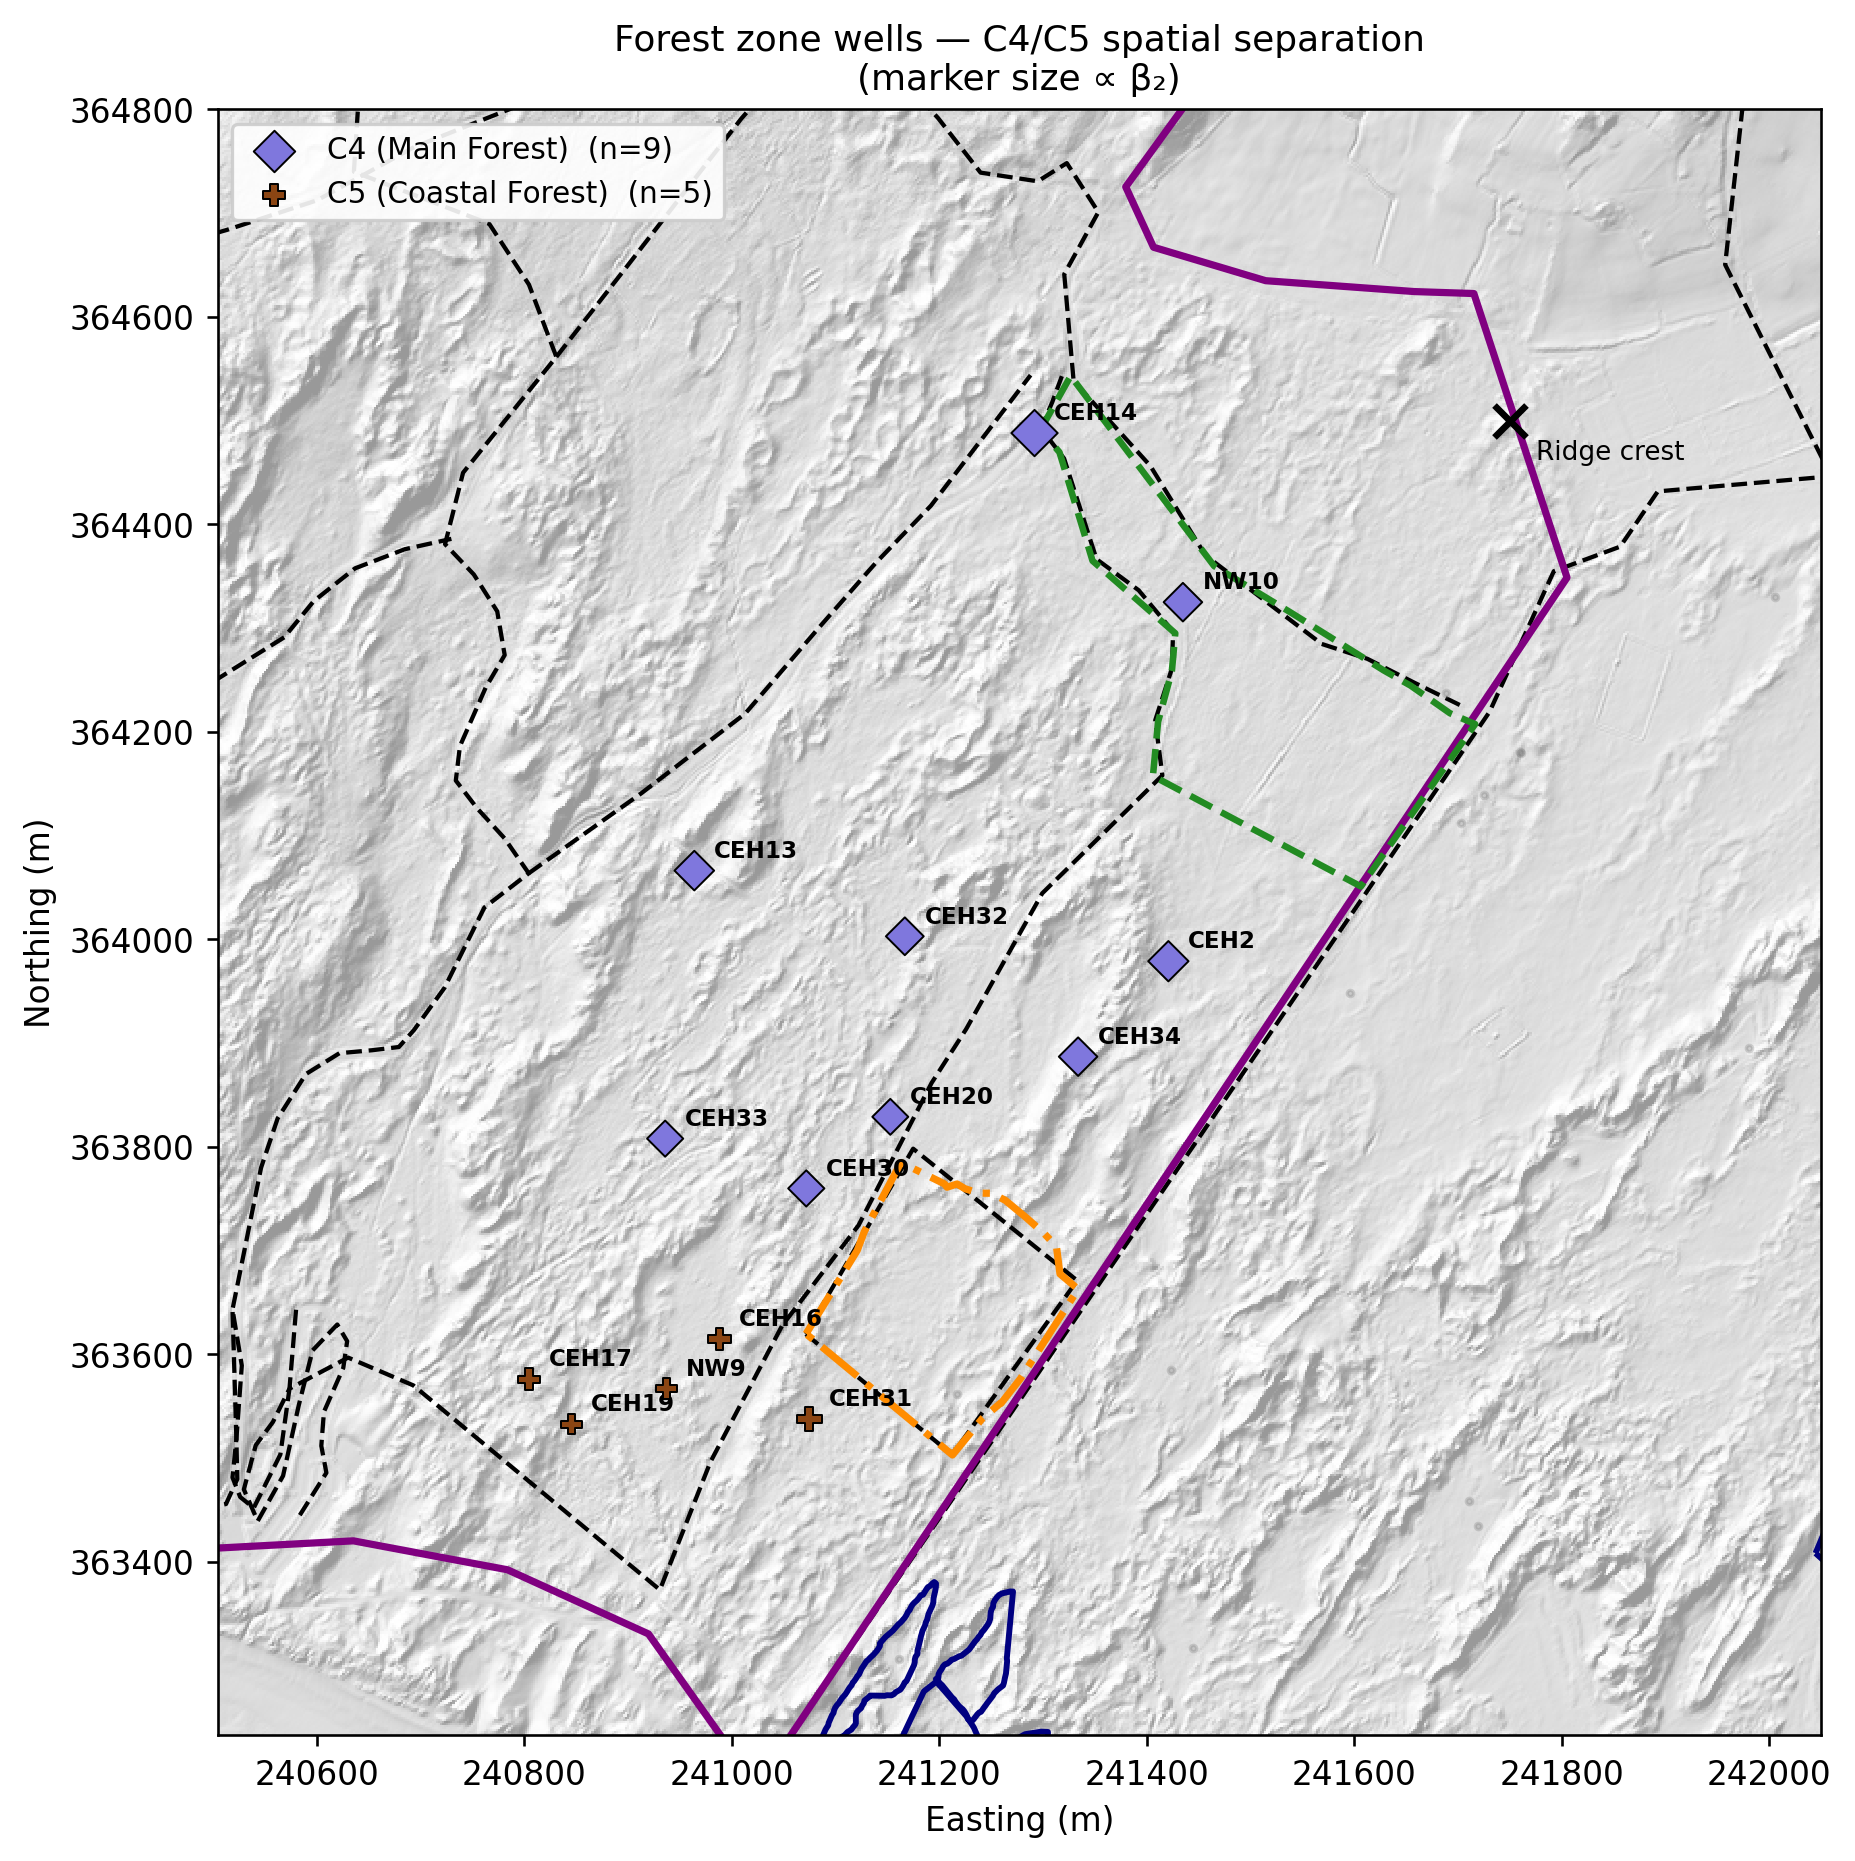 Forest zone wells — C4/C5 spatial separation
(marker size ∝ β₂)
C4 (Main Forest)  (n=9)
C5 (Coastal Forest)  (n=5)
364800
364600
364400
364200
364000
363800
363600
363400
Northing (m)
CEH14
Ridge crest
NW10
CEH13
CEH32
CEH2
CEH34
CEH20
CEH33
CEH30
CEH16
CEH17
NW9
CEH19
CEH31
240600
240800
241000
241200
241400
241600
241800
242000
Easting (m)